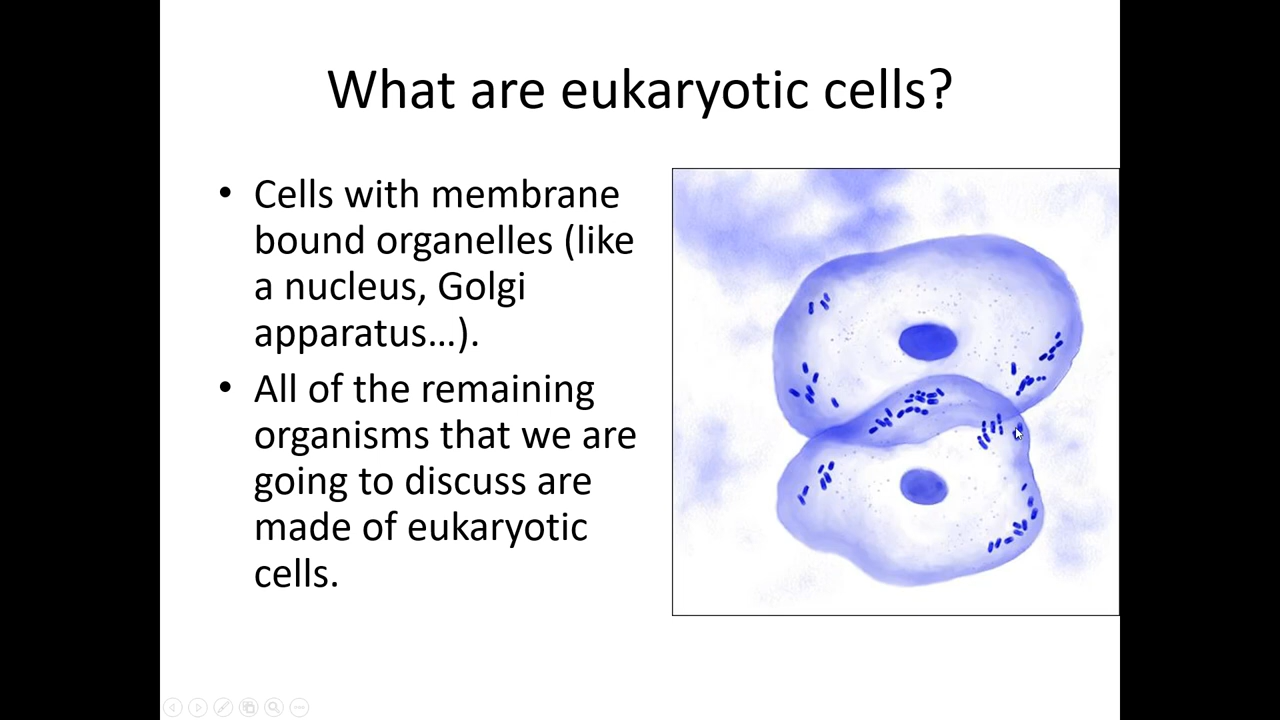 What are eukaryotic cells?
• Cells with membrane
bound organelles (like
a nucleus, Golgi
apparatus…).
• All of the remaining
organisms that we are
going to discuss are
made of eukaryotic
cells.